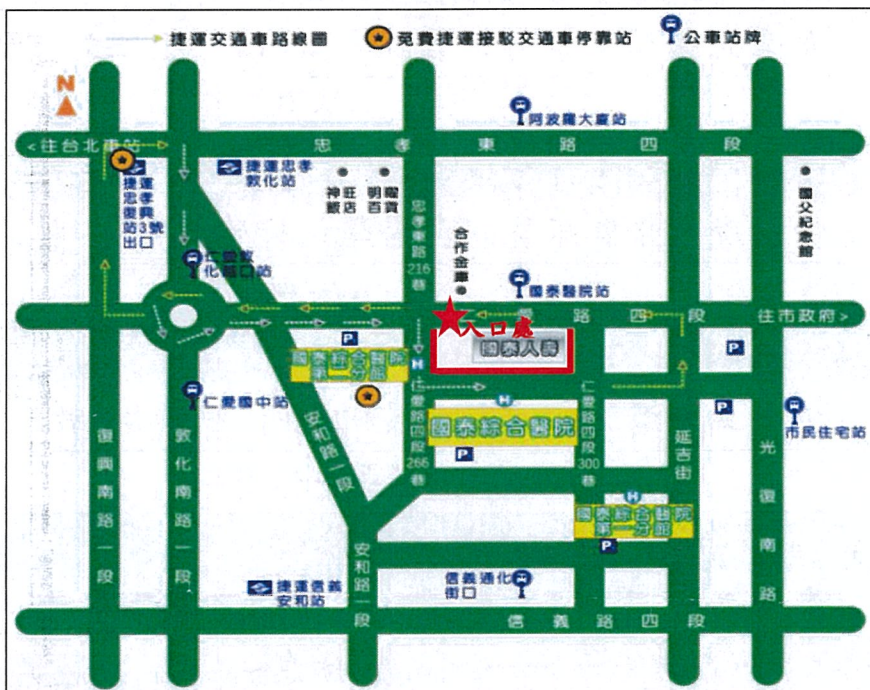 捷運交通車路線圖
免費捷運接駁交通車停靠站
公車站牌
N
阿波羅大廈站
<往台北車站
忠孝東路四段
捷運
忠孝
復興
站3號
出口
捷運忠孝
敦化站
神旺
飯店
明曜
百貨
忠孝東路216巷
合作金庫
國父紀念館
仁愛敦
化路口站
國泰醫院站
愛路四段
往市政府>
入口處
國泰人壽
P
國泰綜合醫院
第二分館
H
P
仁愛國中站
仁愛路四段266巷
H
國泰綜合醫院
P
仁愛路四段300巷
P
市民住宅站
延吉街
復興南路一段
敦化南路一段
安和路一段
光復南路
H
國泰綜合醫院
第一分館
P
安和路一段
捷運信義
安和站
信義通化
街口
信義路四段